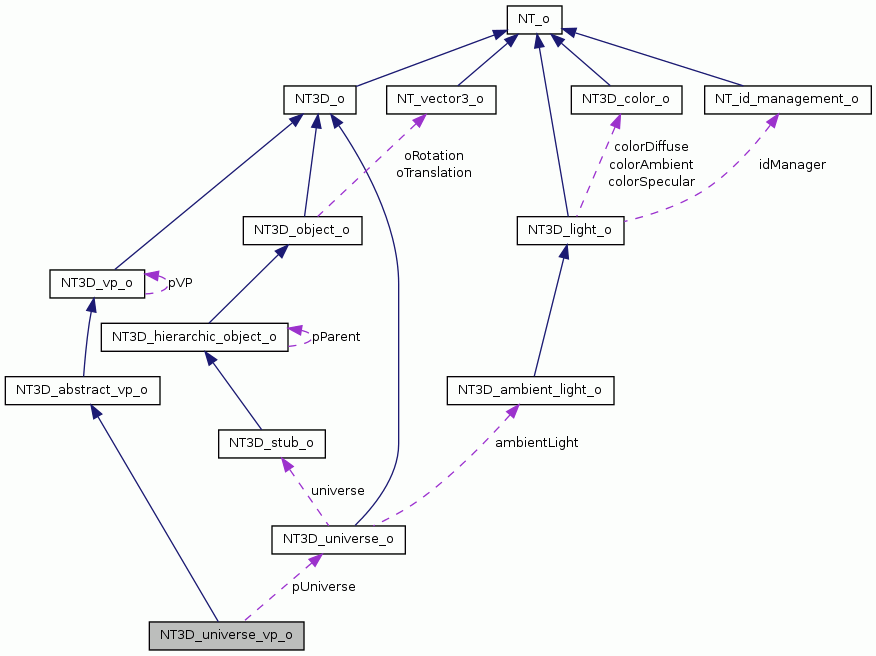 NT_o
NT3D_o
NT_vector3_o
NT3D_color_o
NT_id_management_o
colorDiffuse
oRotation
colorAmbient
idManager
oTranslation
colorSpecular
NT3D_object_o
NT3D_light_o
NT3D_vp_o
pVP
NT3D_hierarchic_object_o
pParent
NT3D_abstract_vp_o
NT3D_ambient_light_o
NT3D_stub_o
ambientLight
universe
NT3D_universe_o
pUniverse
NT3D_universe_vp_o